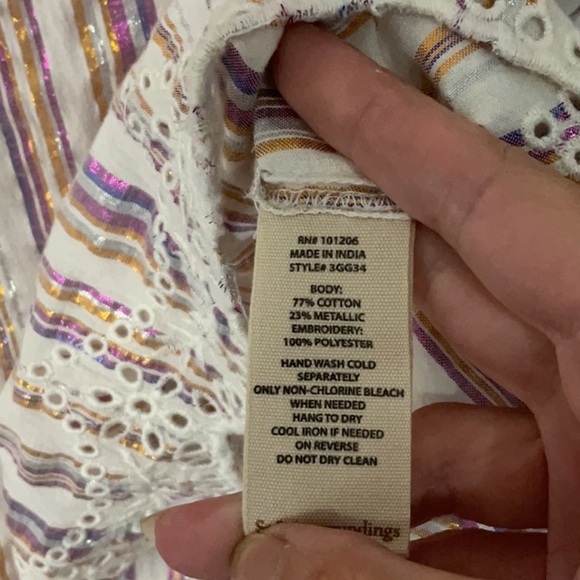 RN# 101206
MADE IN INDIA
STYLE# 3GG34
BODY:
77% COTTON
23% METALLIC
EMBROIDERY:
100% POLYESTER
HAND WASH COLD
SEPARATELY
ONLY NON-CHLORINE BLEACH
WHEN NEEDED
HANG TO DRY
COOL IRON IF NEEDED
ON REVERSE
DO NOT DRY CLEAN